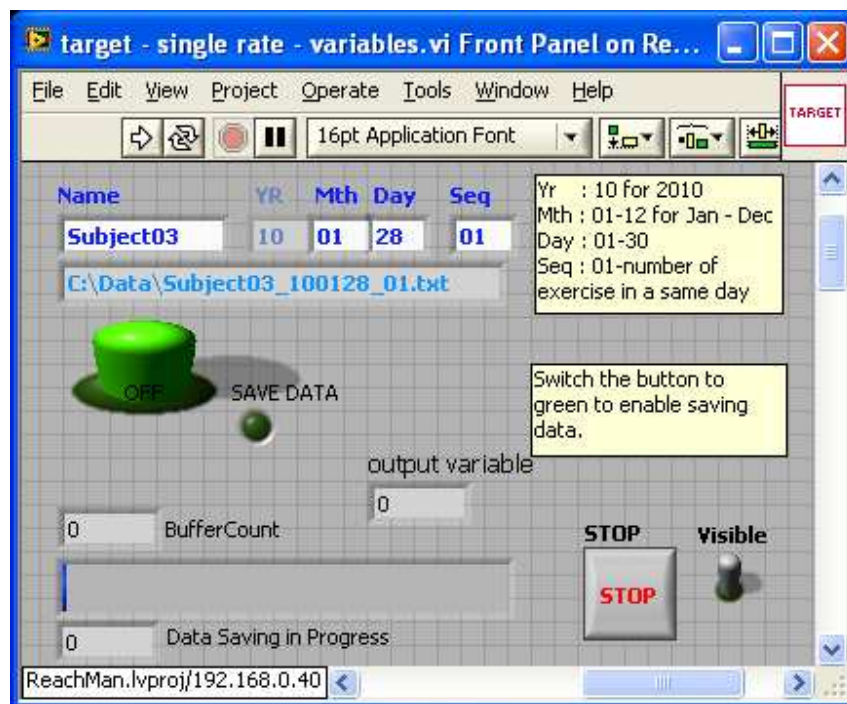 target - single rate - variables.vi Front Panel on Re...
File Edit View Project Operate Tools Window Help
16pt Application Font
TARGET
Name YR Mth Day Seq
Subject03 10 01 28 01
C:\Data\Subject03_100128_01.txt
Yr : 10 for 2010
Mth : 01-12 for Jan - Dec
Day : 01-30
Seq : 01-number of
exercise in a same day
OFF SAVE DATA
Switch the button to
green to enable saving
data.
output variable
0
0 BufferCount
STOP Visible
STOP
0 Data Saving in Progress
ReachMan.lvproj/192.168.0.40